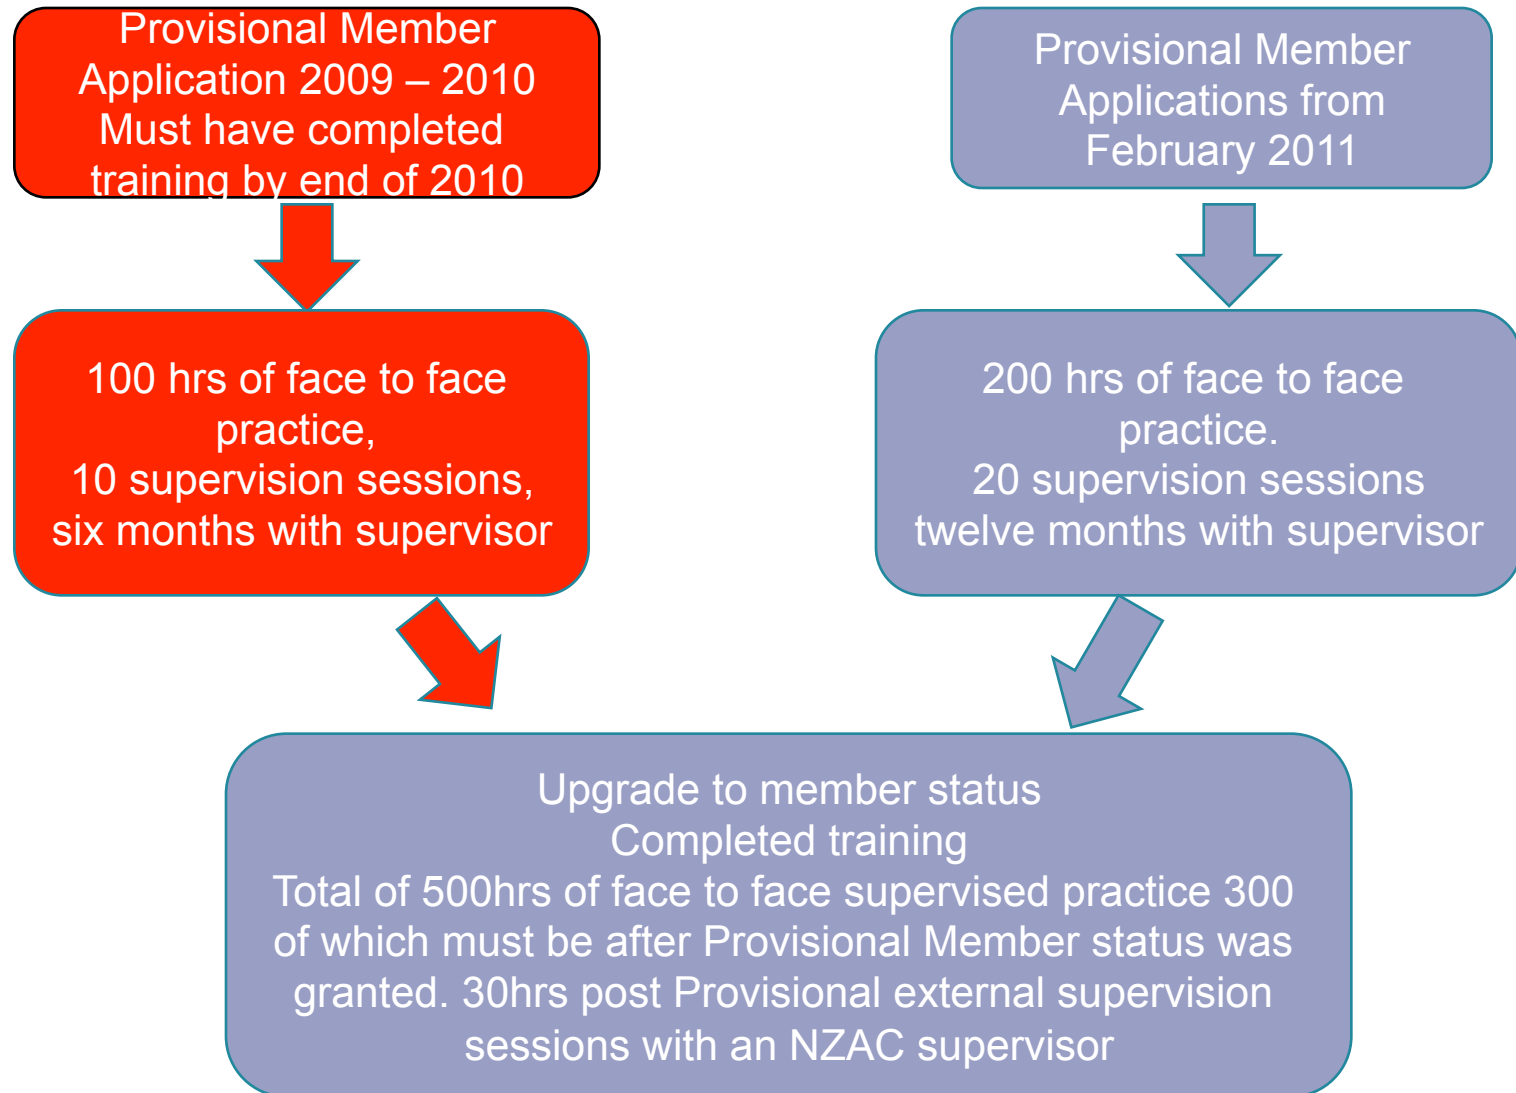 Provisional Member
Application 2009 – 2010
Must have completed
training by end of 2010
Provisional Member
Applications from
February 2011
100 hrs of face to face
practice,
10 supervision sessions,
six months with supervisor
200 hrs of face to face
practice.
20 supervision sessions
twelve months with supervisor
Upgrade to member status
Completed training
Total of 500hrs of face to face supervised practice 300
of which must be after Provisional Member status was
granted. 30hrs post Provisional external supervision
sessions with an NZAC supervisor